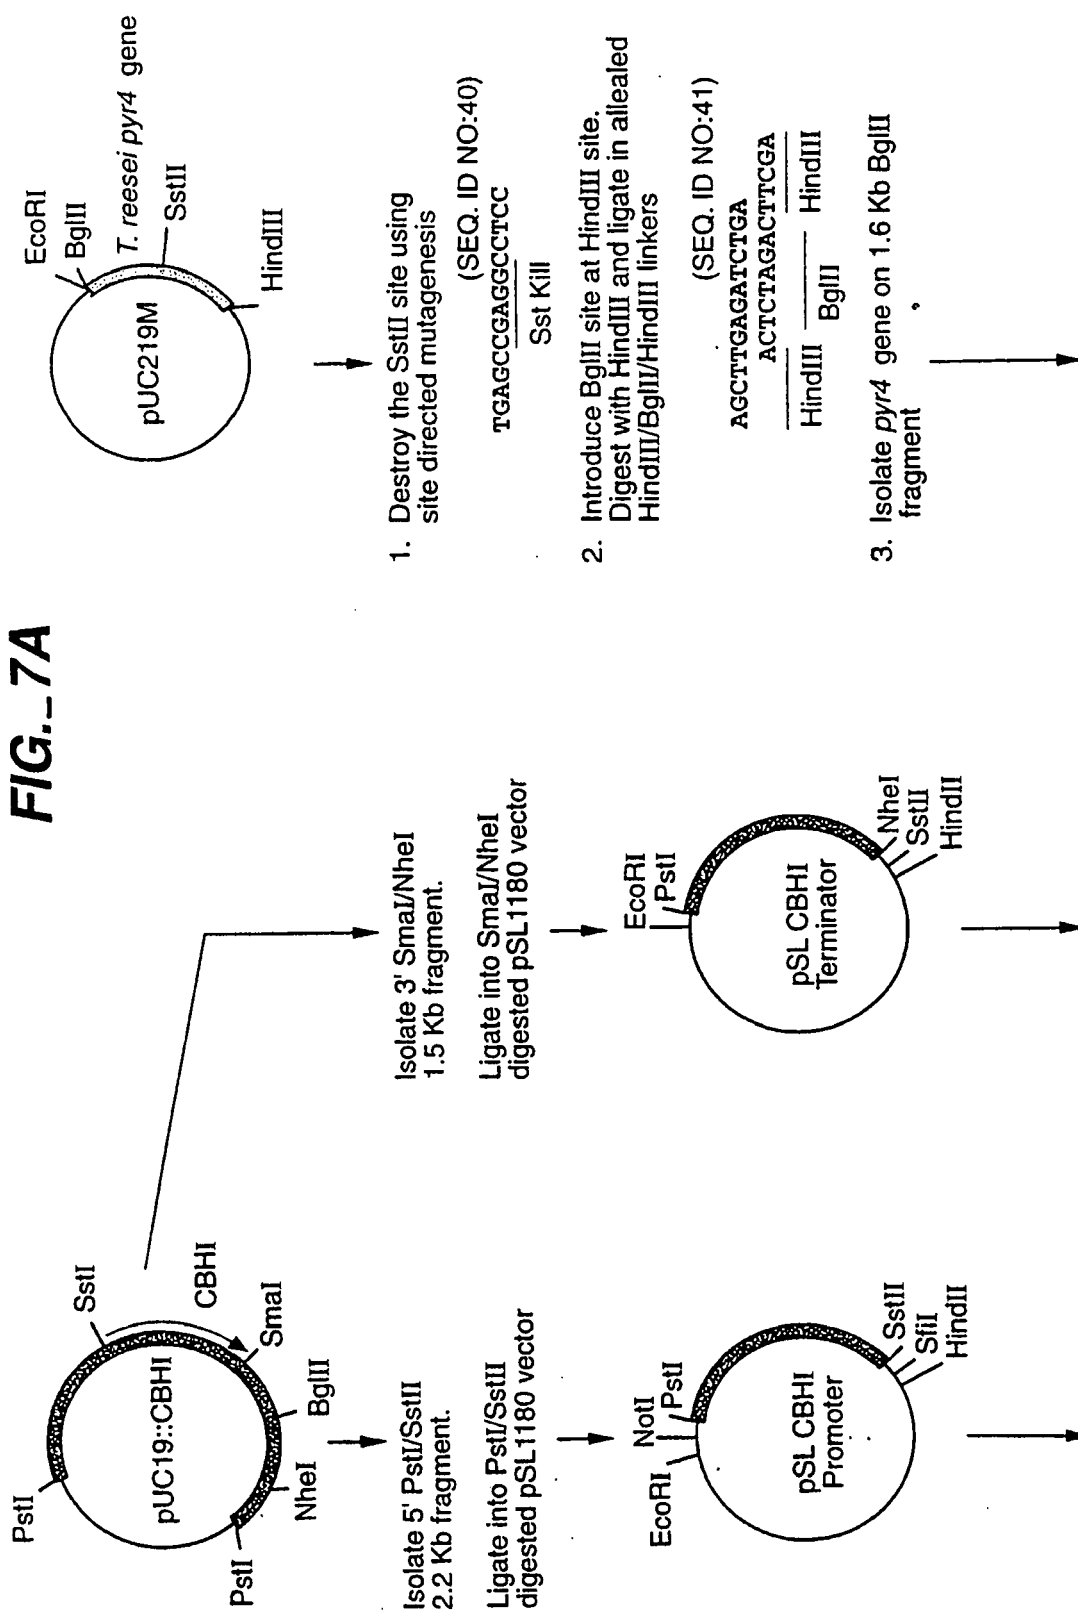 FIG._7A
PstI
SstI
CBHI
SmaI
BglII
NheI
PstI
pUC19::CBHI
Isolate 5' PstI/SstII
2.2 Kb fragment.
Ligate into PstI/SstII
digested pSL1180 vector
EcoRI
NotI
PstI
pSL CBHI
Promoter
SstII
SfiI
HindII
Isolate 3' SmaI/NheI
1.5 Kb fragment.
Ligate into SmaI/NheI
digested pSL1180 vector
EcoRI
PstI
pSL CBHI
Terminator
NheI
SstII
HindII
EcoRI
BglII
T. reesei pyr4 gene
SstII
HindIII
pUC219M
1. Destroy the SstII site using
site directed mutagenesis
(SEQ. ID NO:40)
TGAGCCGAGGCCTCC
Sst Kill
2. Introduce BglII site at HindIII site.
Digest with HindIII and ligate in allealed
HindIII/BglII/HindIII linkers
(SEQ. ID NO:41)
AGCTTGAGATCTGA
ACTCTAGACTTCGA
HindIII BglII HindIII
3. Isolate pyr4 gene on 1.6 Kb BglII
fragment